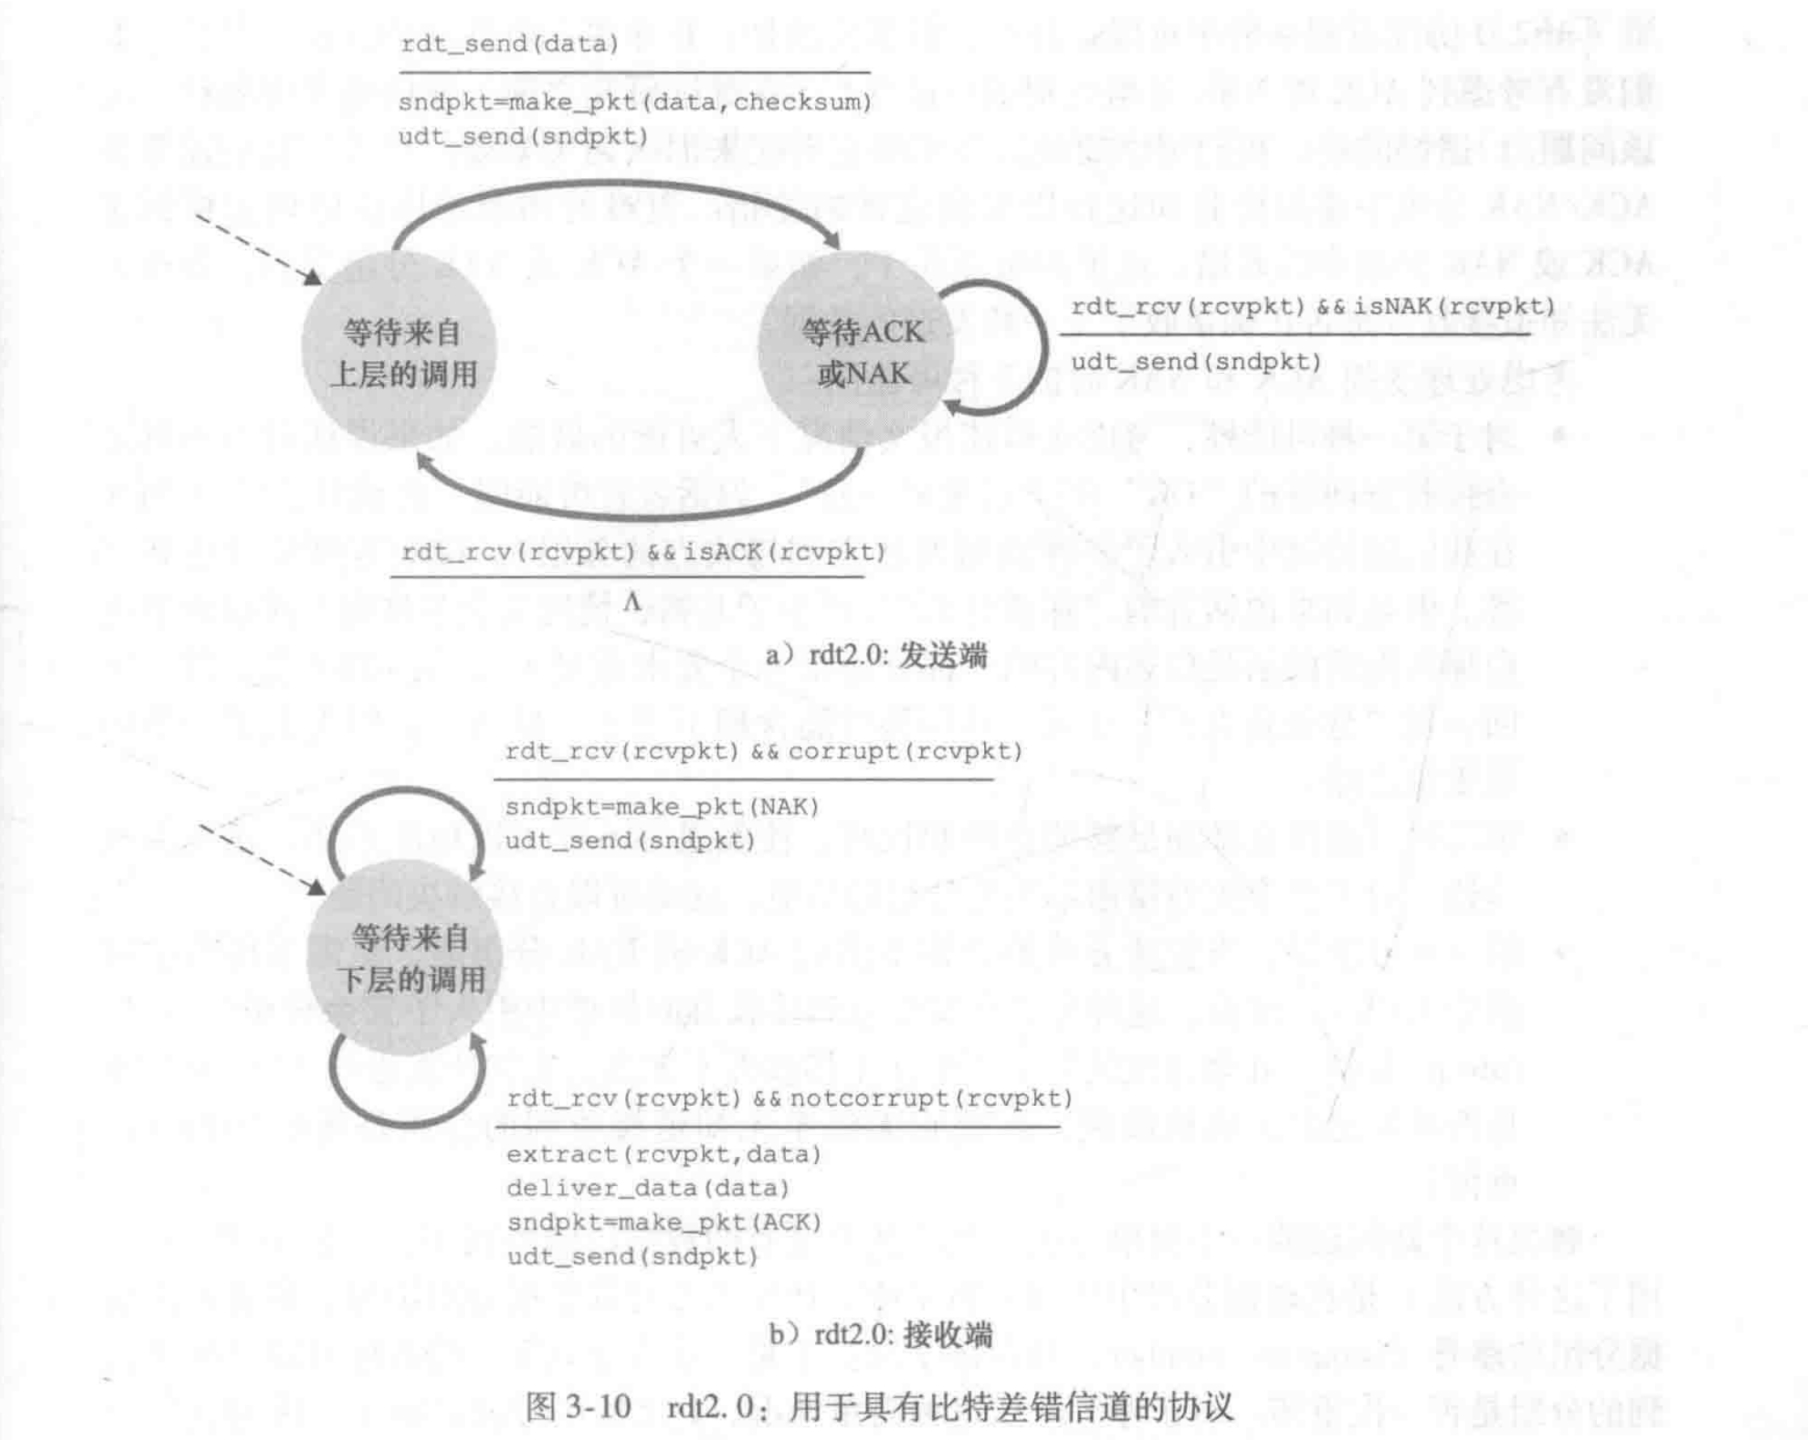 rdt_send(data)
sndpkt=make_pkt(data,checksum)
udt_send(sndpkt)
等待来自
上层的调用
等待ACK
或NAK
rdt_rcv(rcvpkt) && isNAK(rcvpkt)
udt_send(sndpkt)
rdt_rcv(rcvpkt) && isACK(rcvpkt)
Λ
a）rdt2.0: 发送端
rdt_rcv(rcvpkt) && corrupt(rcvpkt)
sndpkt=make_pkt(NAK)
udt_send(sndpkt)
等待来自
下层的调用
rdt_rcv(rcvpkt) && notcorrupt(rcvpkt)
extract(rcvpkt,data)
deliver_data(data)
sndpkt=make_pkt(ACK)
udt_send(sndpkt)
b）rdt2.0: 接收端
图 3-10 rdt2.0：用于具有比特差错信道的协议